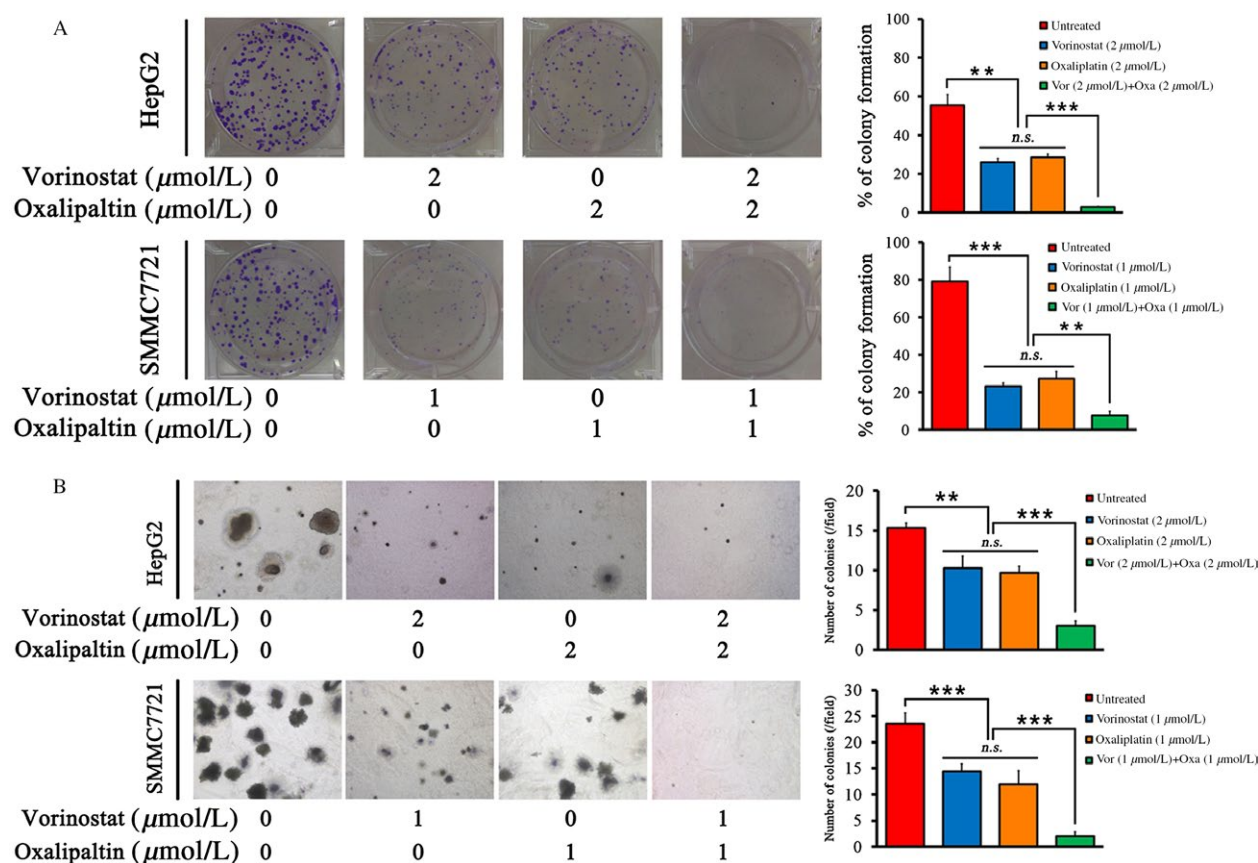 A
HepG2
Vorinostat (μmol/L) 0 2 0 2
Oxalipaltin (μmol/L) 0 0 2 2
% of colony formation
100
80
60
40
20
0
**
***
n.s.
Untreated
Vorinostat (2 μmol/L)
Oxaliplatin (2 μmol/L)
Vor (2 μmol/L)+Oxa (2 μmol/L)
SMMC7721
Vorinostat (μmol/L) 0 1 0 1
Oxalipaltin (μmol/L) 0 0 1 1
% of colony formation
100
80
60
40
20
0
***
**
n.s.
Untreated
Vorinostat (1 μmol/L)
Oxaliplatin (1 μmol/L)
Vor (1 μmol/L)+Oxa (1 μmol/L)
B
HepG2
Vorinostat (μmol/L) 0 2 0 2
Oxalipaltin (μmol/L) 0 0 2 2
Number of colonies (/field)
20
15
10
5
0
**
***
n.s.
Untreated
Vorinostat (2 μmol/L)
Oxaliplatin (2 μmol/L)
Vor (2 μmol/L)+Oxa (2 μmol/L)
SMMC7721
Vorinostat (μmol/L) 0 1 0 1
Oxalipaltin (μmol/L) 0 0 1 1
Number of colonies (/field)
30
25
20
15
10
5
0
***
***
n.s.
Untreated
Vorinostat (1 μmol/L)
Oxaliplatin (1 μmol/L)
Vor (1 μmol/L)+Oxa (1 μmol/L)